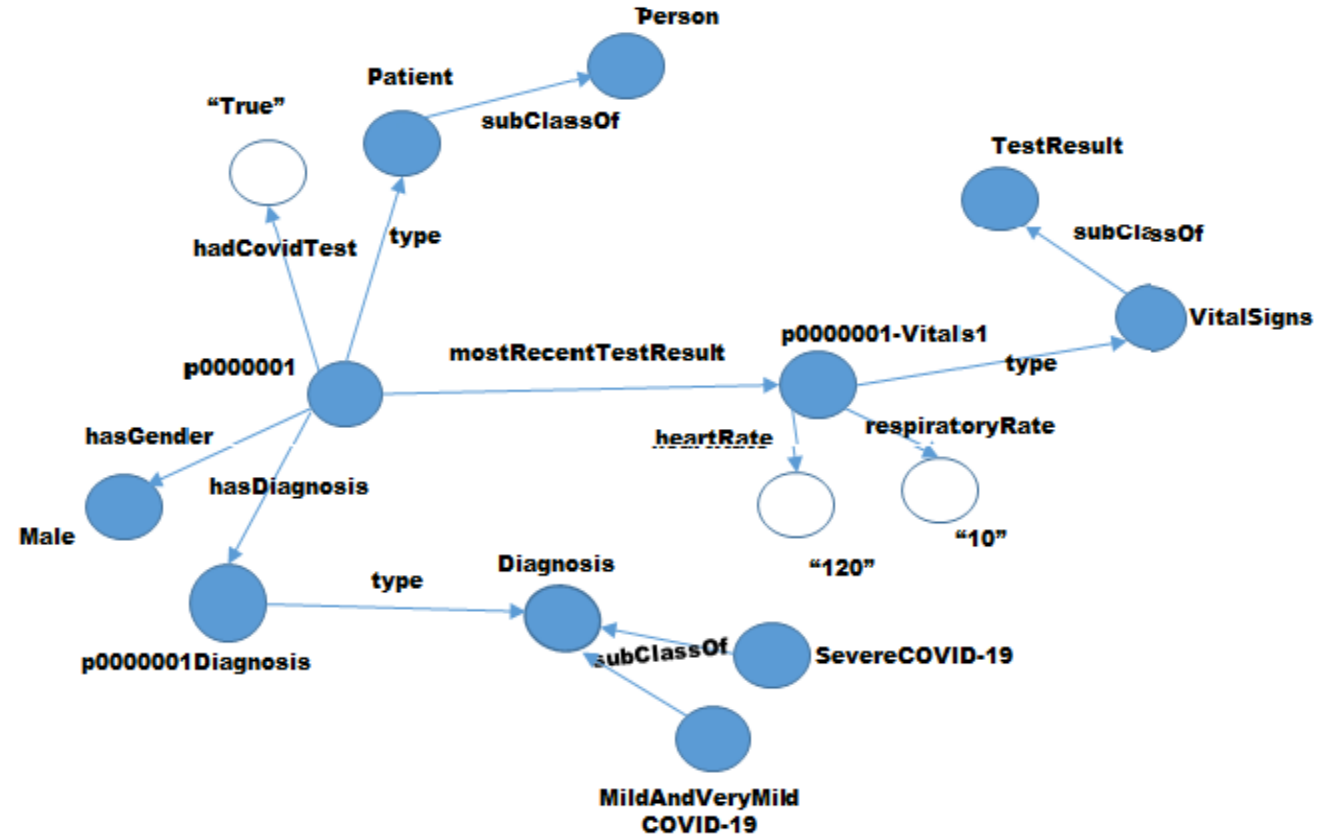 Person
Patient
“True”
subClassOf
TestResult
type
subClassOf
hadCovidTest
p0000001-Vitals1
VitalSigns
mostRecentTestResult
type
p0000001
heartRate
respiratoryRate
hasGender
hasDiagnosis
Male
“10”
“120”
Diagnosis
type
subClassOf
SevereCOVID-19
p0000001Diagnosis
MildAndVeryMild
COVID-19